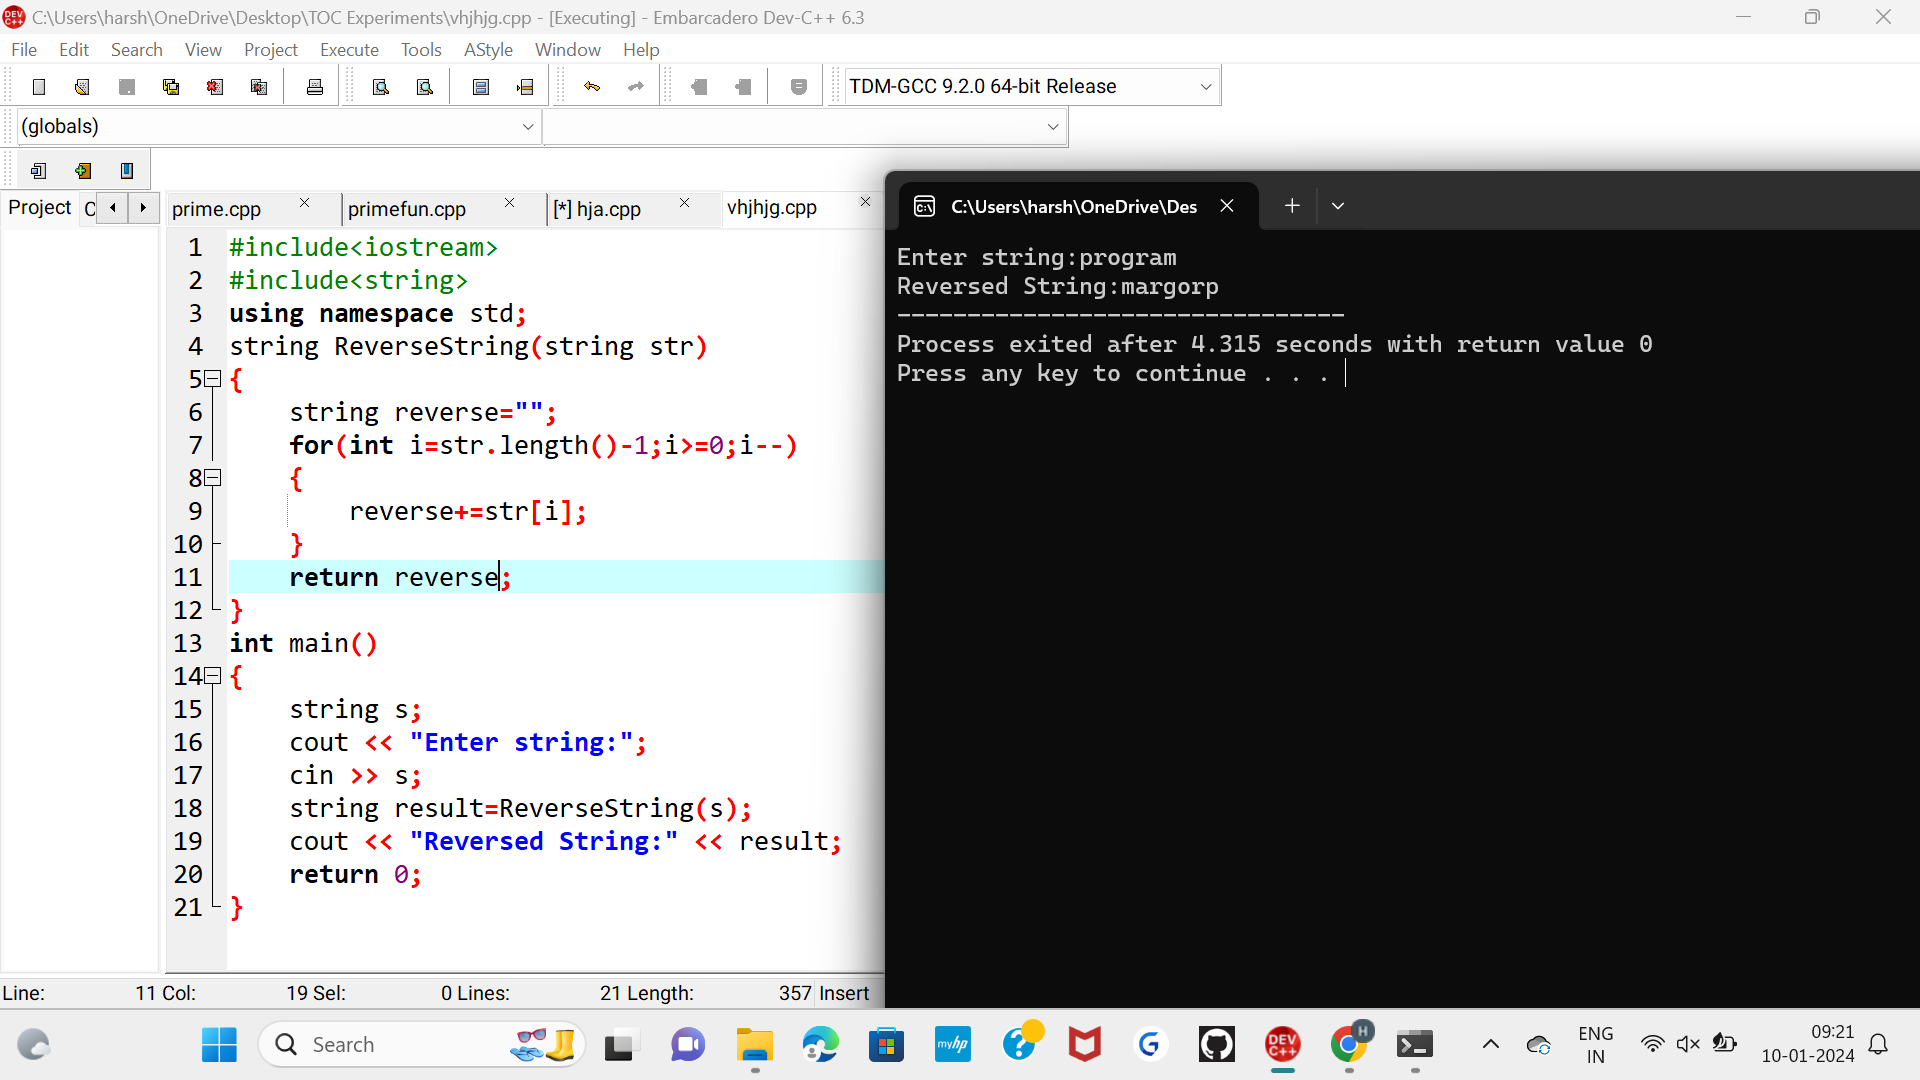 C:\Users\harsh\OneDrive\Desktop\TOC Experiments\vhjhjg.cpp - [Executing] - Embarcadero Dev-C++ 6.3
File Edit Search View Project Execute Tools AStyle Window Help
TDM-GCC 9.2.0 64-bit Release
(globals)
Project C
prime.cpp primefun.cpp [*] hja.cpp vhjhjg.cpp
1 #include<iostream>
2 #include<string>
3 using namespace std;
4 string ReverseString(string str)
5 {
6 string reverse="";
7 for(int i=str.length()-1;i>=0;i--)
8 {
9 reverse+=str[i];
10 }
11 return reverse;
12 }
13 int main()
14 {
15 string s;
16 cout << "Enter string:";
17 cin >> s;
18 string result=ReverseString(s);
19 cout << "Reversed String:" << result;
20 return 0;
21 }
C:\Users\harsh\OneDrive\Des
Enter string:program
Reversed String:margorp
--------------------------------
Process exited after 4.315 seconds with return value 0
Press any key to continue . . .
Line: 11 Col: 19 Sel: 0 Lines: 21 Length: 357 Insert
Search
myhp
DEV C++
H
ENG
IN
09:21
10-01-2024